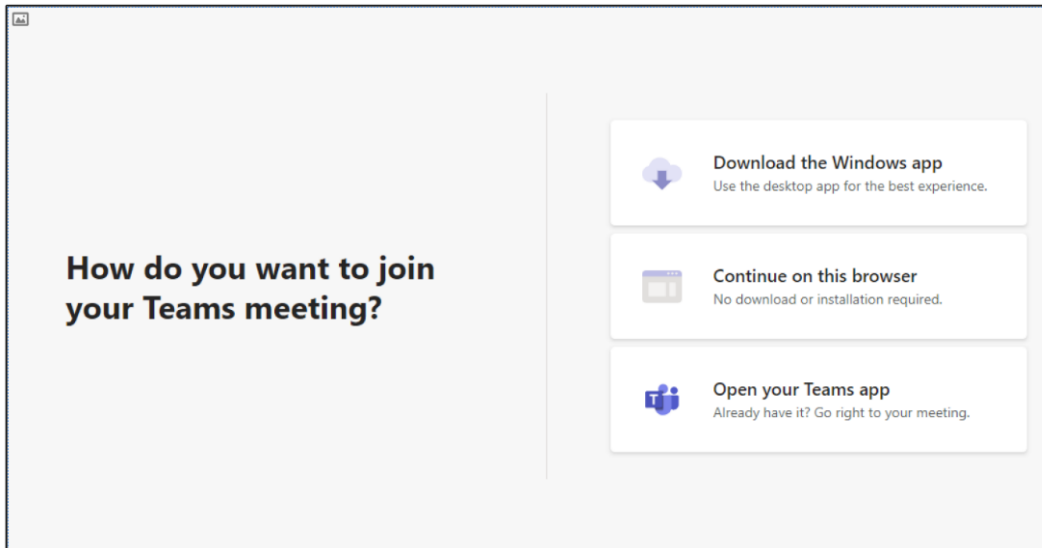 How do you want to join
your Teams meeting?
Download the Windows app
Use the desktop app for the best experience.
Continue on this browser
No download or installation required.
T
Open your Teams app
Already have it? Go right to your meeting.